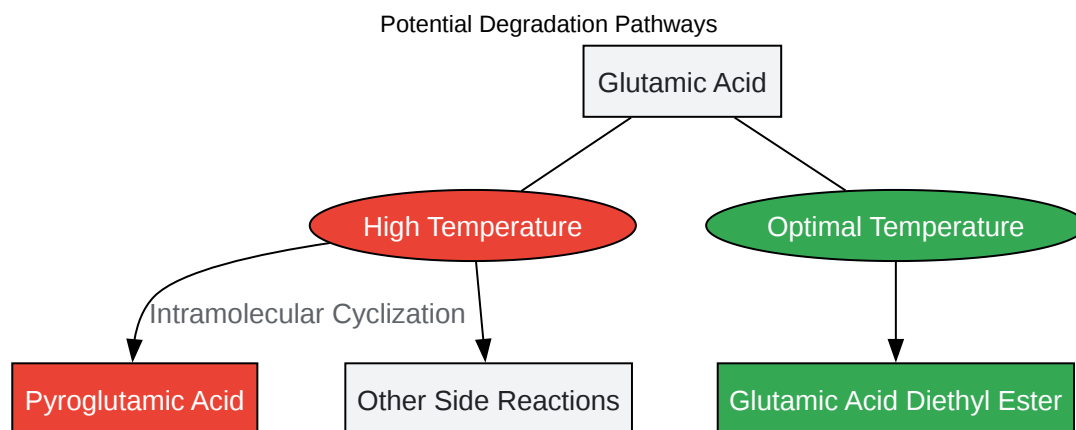 Potential Degradation Pathways
Glutamic Acid
High Temperature
Optimal Temperature
Intramolecular Cyclization
Pyroglutamic Acid
Other Side Reactions
Glutamic Acid Diethyl Ester